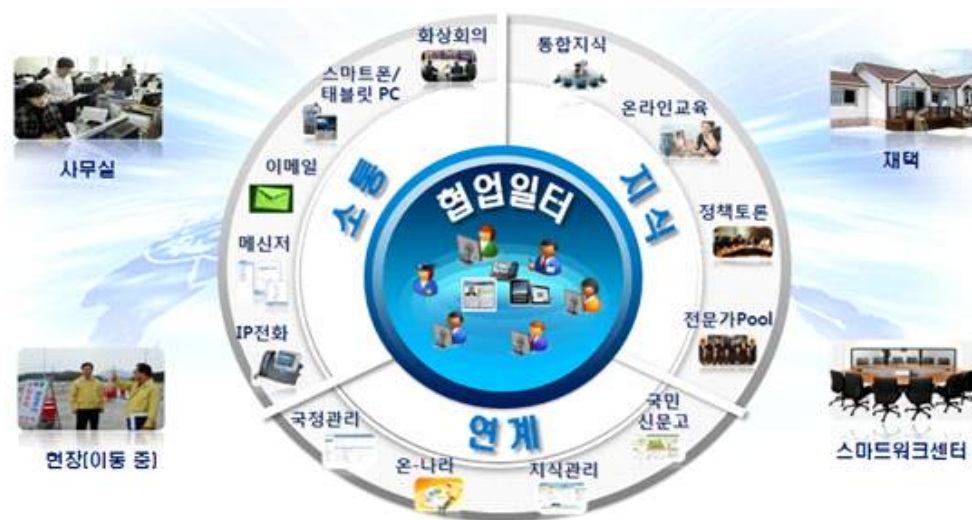 화상회의
통합지식
스마트폰/
태블릿 PC
온라인교육
사무실
이메일
재택
소통
협업일터
지식
정책토론
메신저
IP전화
전문가Pool
국정관리
연계
국민
신문고
온-나라
지식관리
현장(이동 중)
스마트워크센터